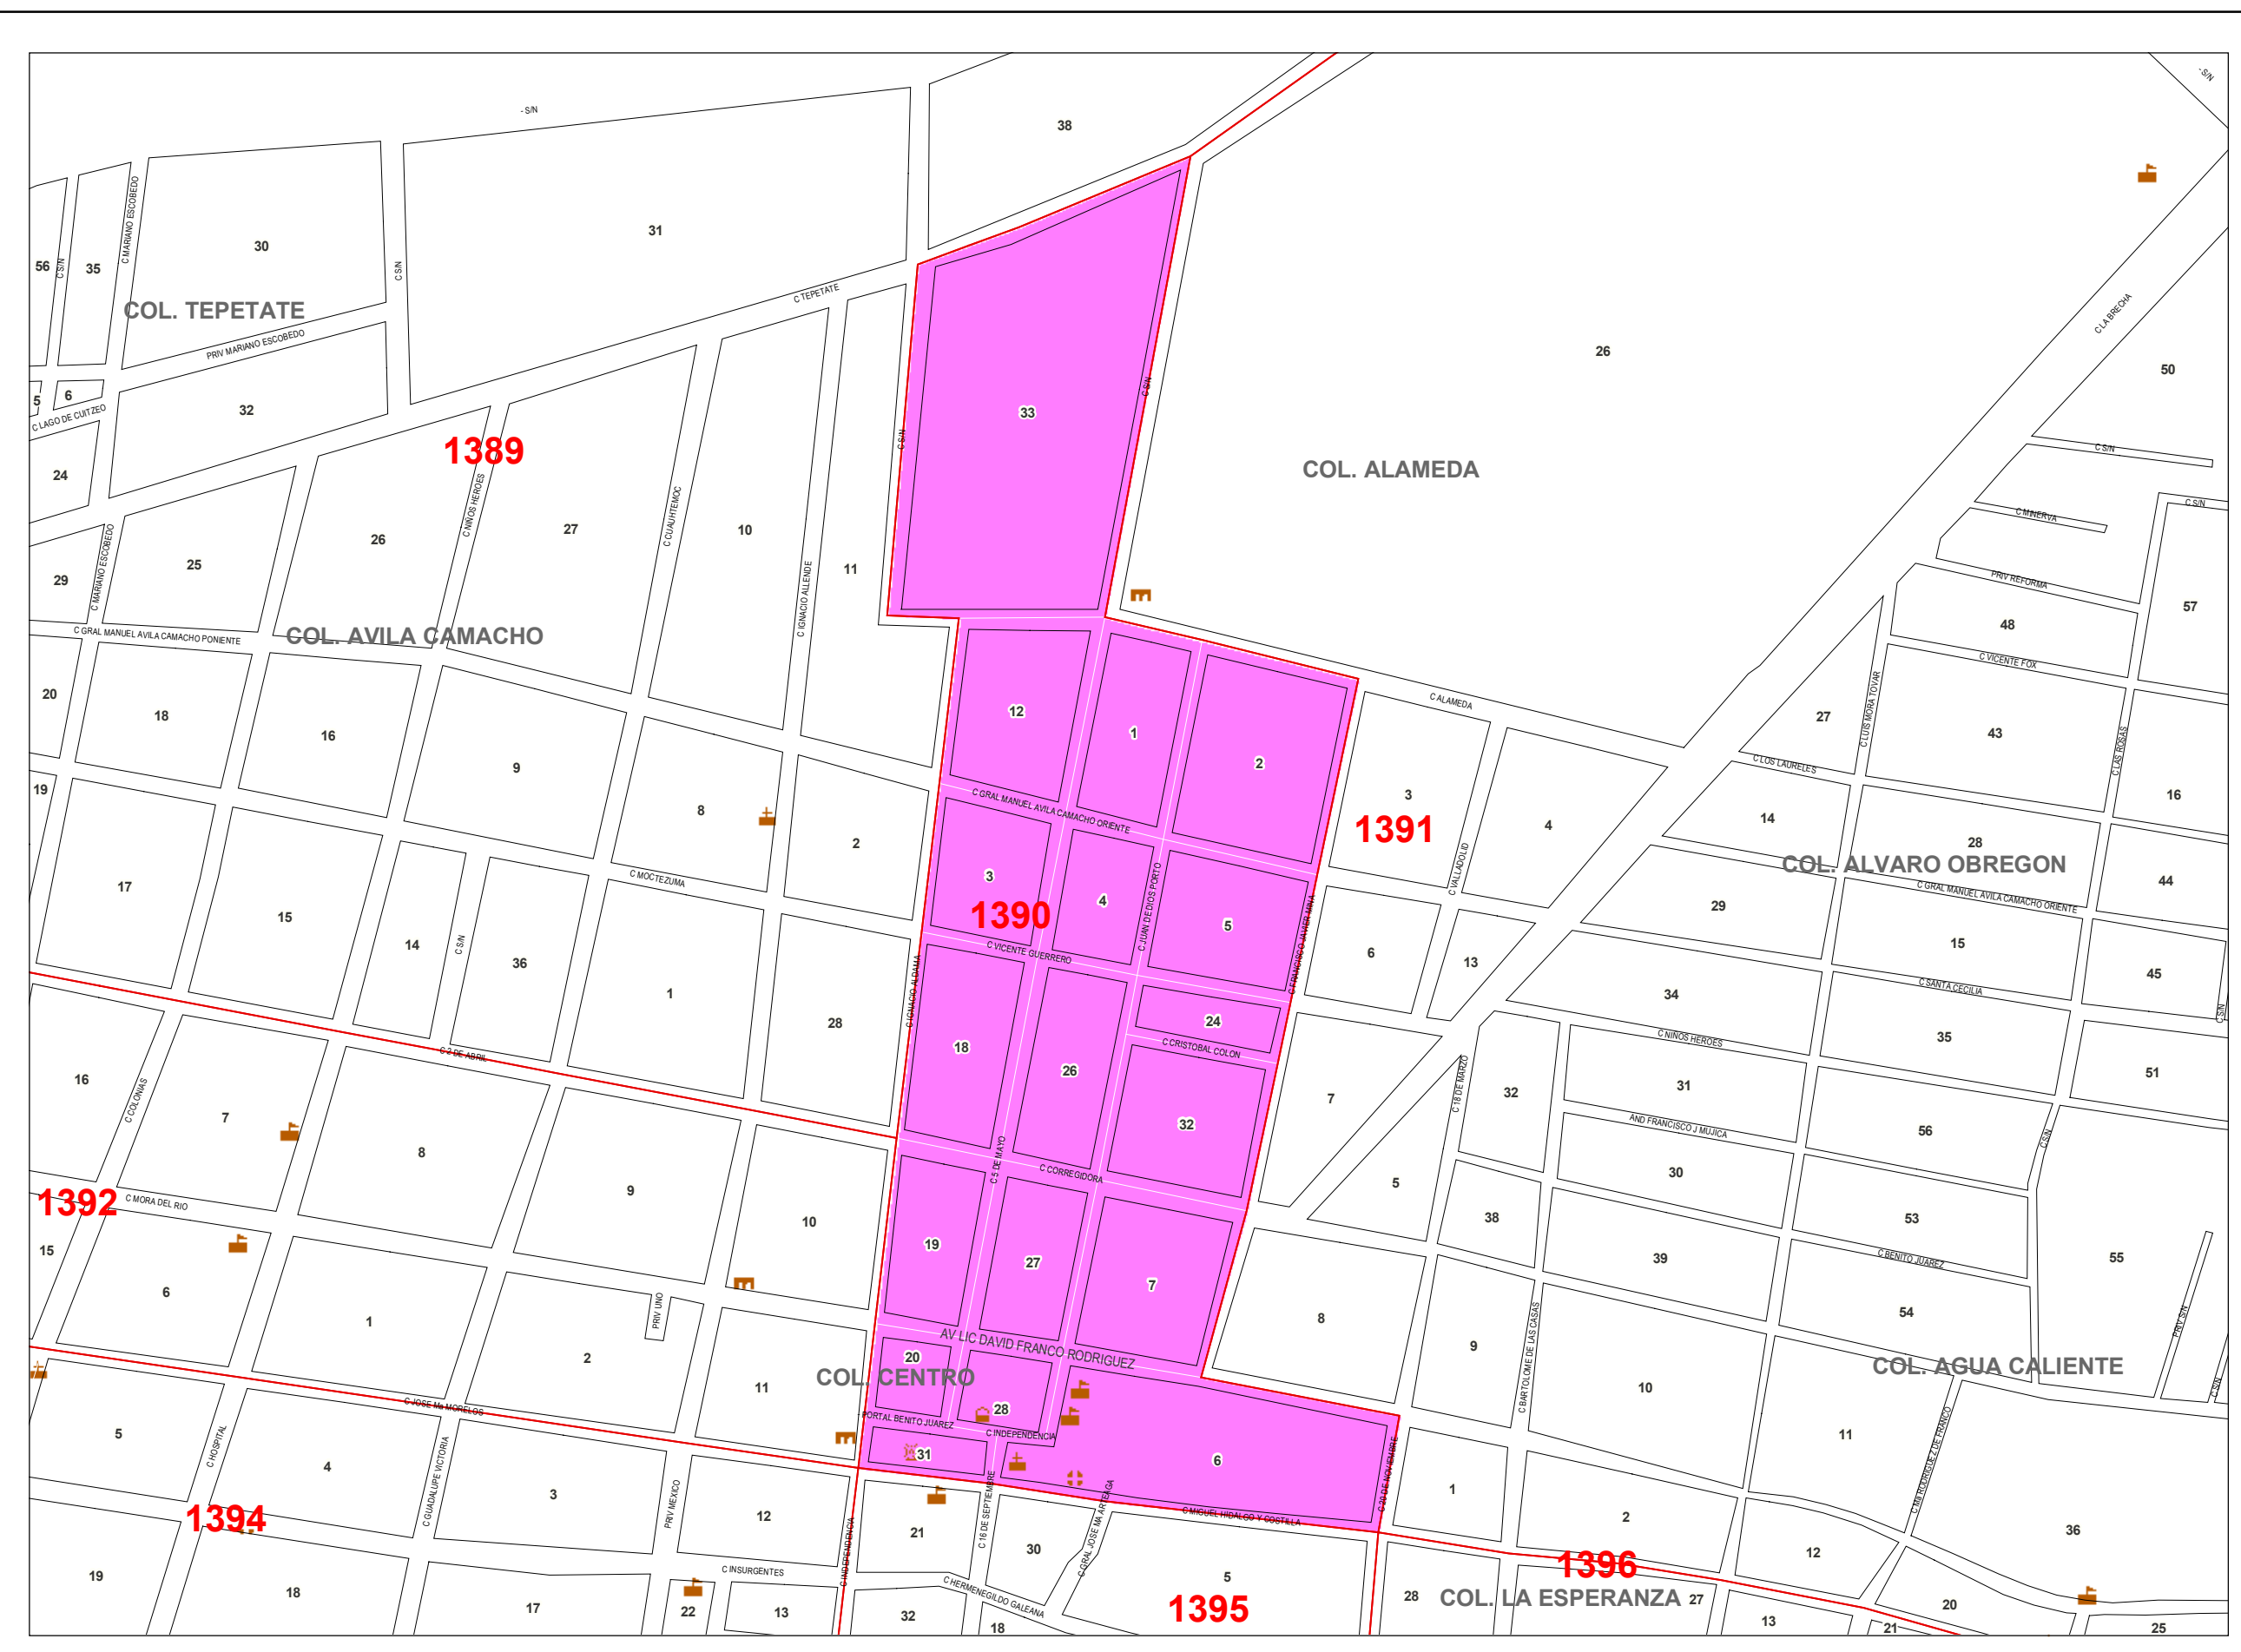 - S/N
- S/N
38
C MARIANO ESCOBEDO
30
31
56
C S/N
35
C S/N
COL. TEPETATE
C TEPETATE
C LA BRECHA
PRIV MARIANO ESCOBEDO
26
50
5
6
32
C LAGO DE CUITZEO
33
C S/N
C S/N
1389
24
COL. ALAMEDA
C S/N
C NIÑOS HEROES
C CUAUHTEMOC
10
27
26
C S/N
C MINERVA
C MARIANO ESCOBEDO
25
29
11
C IGNACIO ALLENDE
PRIV REFORMA
57
48
C GRAL MANUEL AVILA CAMACHO PONIENTE
COL. AVILA CAMACHO
C VICENTE FOX
20
18
16
9
12
1
2
C ALAMEDA
27
C LUIS MORA TOVAR
43
C LAS ROSAS
C LOS LAURELES
19
8
2
C GRAL MANUEL AVILA CAMACHO ORIENTE
3
1391
4
14
16
28
COL. ALVARO OBREGON
C MOCTEZUMA
C VALLADOLID
17
15
14
C S/N
36
1
28
3
1390
4
C JUAN DE DIOS PORTO
5
C FRANCISCO JAVIER MINA
C VICENTE GUERRERO
6
13
29
C GRAL MANUEL AVILA CAMACHO ORIENTE
44
15
45
C SANTA CECILIA
34
C S/N
C IGNACIO ALDAMA
C 2 DE ABRIL
18
26
24
C CRISTOBAL COLON
32
7
C 18 DE MARZO
32
C NIÑOS HEROES
35
31
51
16
C COLONIAS
7
8
AND FRANCISCO J MUJICA
56
C S/N
C 5 DE MAYO
C CORREGIDORA
9
10
5
30
1392
C MORA DEL RIO
15
6
19
27
7
38
39
53
C BENITO JUAREZ
55
PRIV S/N
1
PRIV UNO
2
11
8
9
C BARTOLOME DE LAS CASAS
54
AV LIC DAVID FRANCO RODRIGUEZ
20
COL. CENTRO
10
COL. AGUA CALIENTE
C S/N
C JOSE Ma MORELOS
28
- PORTAL BENITO JUAREZ
C INDEPENDENCIA
5
C HOSPITAL
4
C GUADALUPE VICTORIA
3
PRIV MEXICO
12
31
6
C 20 DE NOVIEMBRE
11
C Ma RODRIGUEZ DE FRANCO
1
2
36
C 16 DE SEPTIEMBRE
C GRAL JOSE MA ARTEAGA
C MIGUEL HIDALGO Y COSTILLA
1394
C INDEPENDENCIA
21
30
12
1396
19
18
C INSURGENTES
C HERMENEGILDO GALEANA
5
17
22
13
32
18
1395
28
COL. LA ESPERANZA
27
13
21
20
25